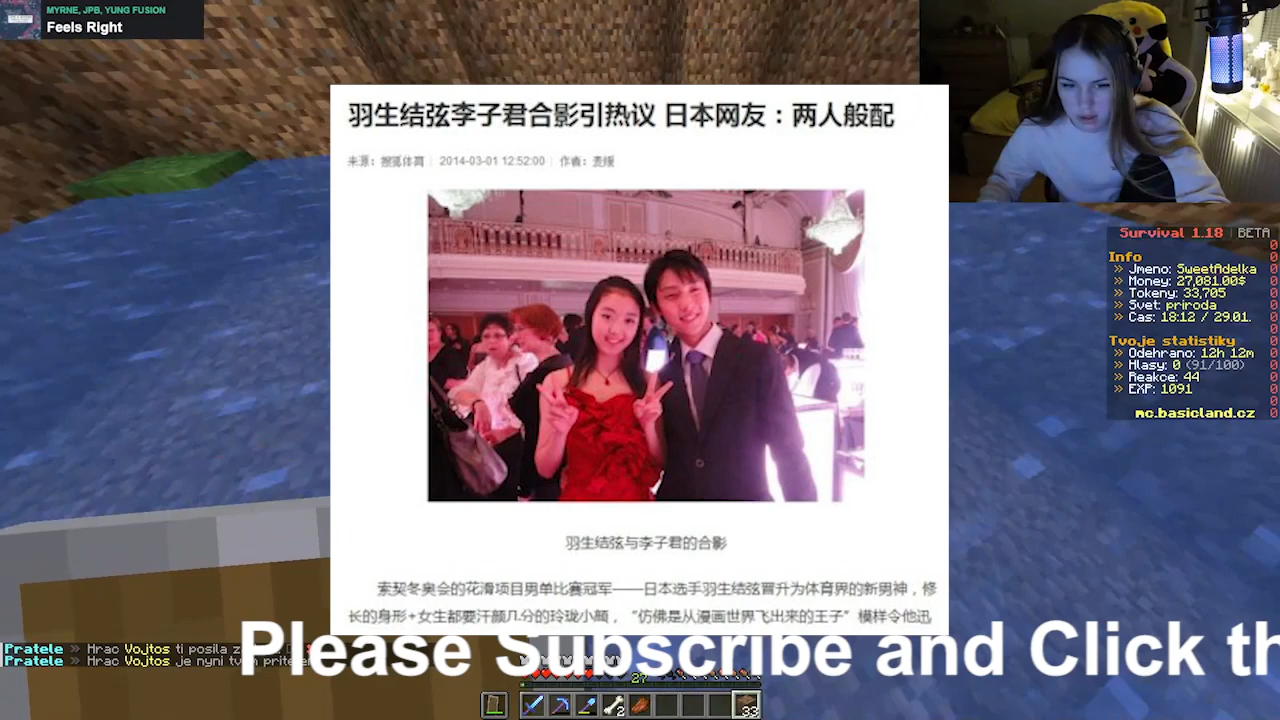 MYRNE, JPB, YUNG FUSION
Feels Right
羽生结弦李子君合影引热议 日本网友：两人般配
来源：搜狐体育 2014-03-01 12:52:00 作者：
羽生结弦与李子君的合影
索契冬奥会的花滑项目男单比赛冠军——日本选手羽生结弦晋升为体育界的新男神，修
长的身形+女生都要汗颜几分的玲珑小颜，“仿佛是从漫画世界飞出来的王子”模样令他迅
Survival 1.18 | BETA
Info
» Jmeno: SweetAdelka
» Money: 27,081.00$
» Tokeny: 33,705
» Svet: priroda
» Cas: 18:12 / 29.01.
Tvoje statistiky
» Odehrano: 12h 12m
» Hlasy: 0 (91/100)
» Reakce: 44
» EXP: 1091
mc.basicland.cz
Pratele » Hrac Vojtos ti posila
Pratele » Hrac Vojtos je nyni
Please Subscribe and Click th
27
2
33